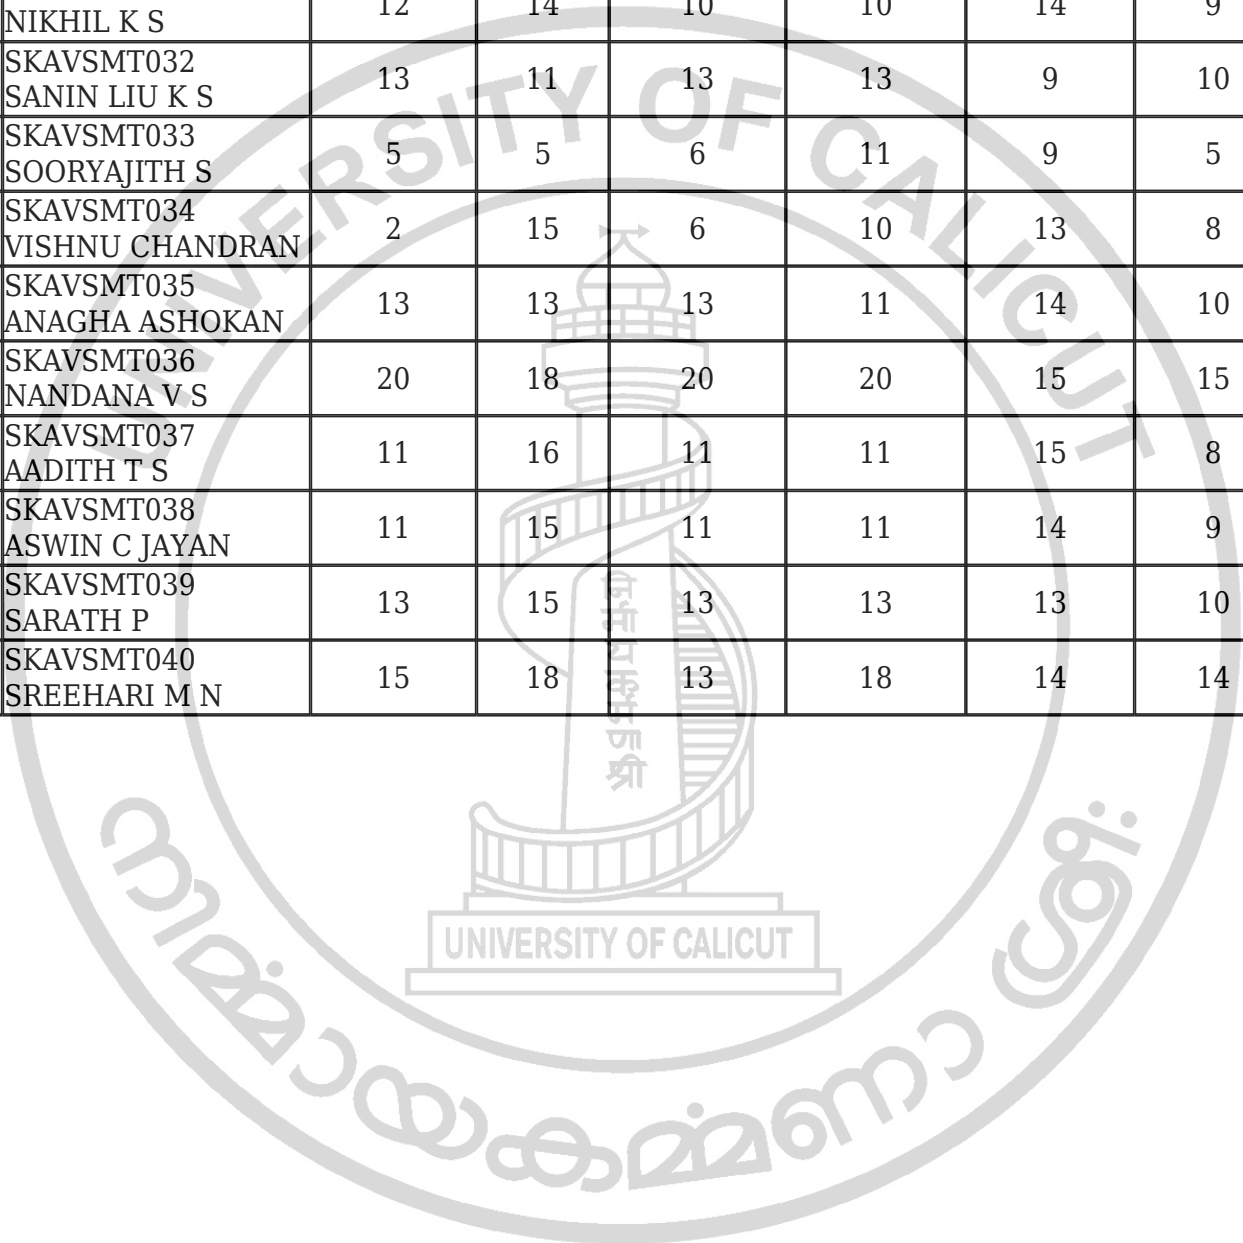 NIKHIL K S 12 14 10 10 14 9
SKAVSMT032
SANIN LIU K S 13 11 13 13 9 10
SKAVSMT033
SOORYAJITH S 5 5 6 11 9 5
SKAVSMT034
VISHNU CHANDRAN 2 15 6 10 13 8
SKAVSMT035
ANAGHA ASHOKAN 13 13 13 11 14 10
SKAVSMT036
NANDANA V S 20 18 20 20 15 15
SKAVSMT037
AADITH T S 11 16 11 11 15 8
SKAVSMT038
ASWIN C JAYAN 11 15 11 11 14 9
SKAVSMT039
SARATH P 13 15 13 13 13 10
SKAVSMT040
SREEHARI M N 15 18 13 18 14 14
UNIVERSITY OF CALICUT
UNIVERSITY OF CALICUT